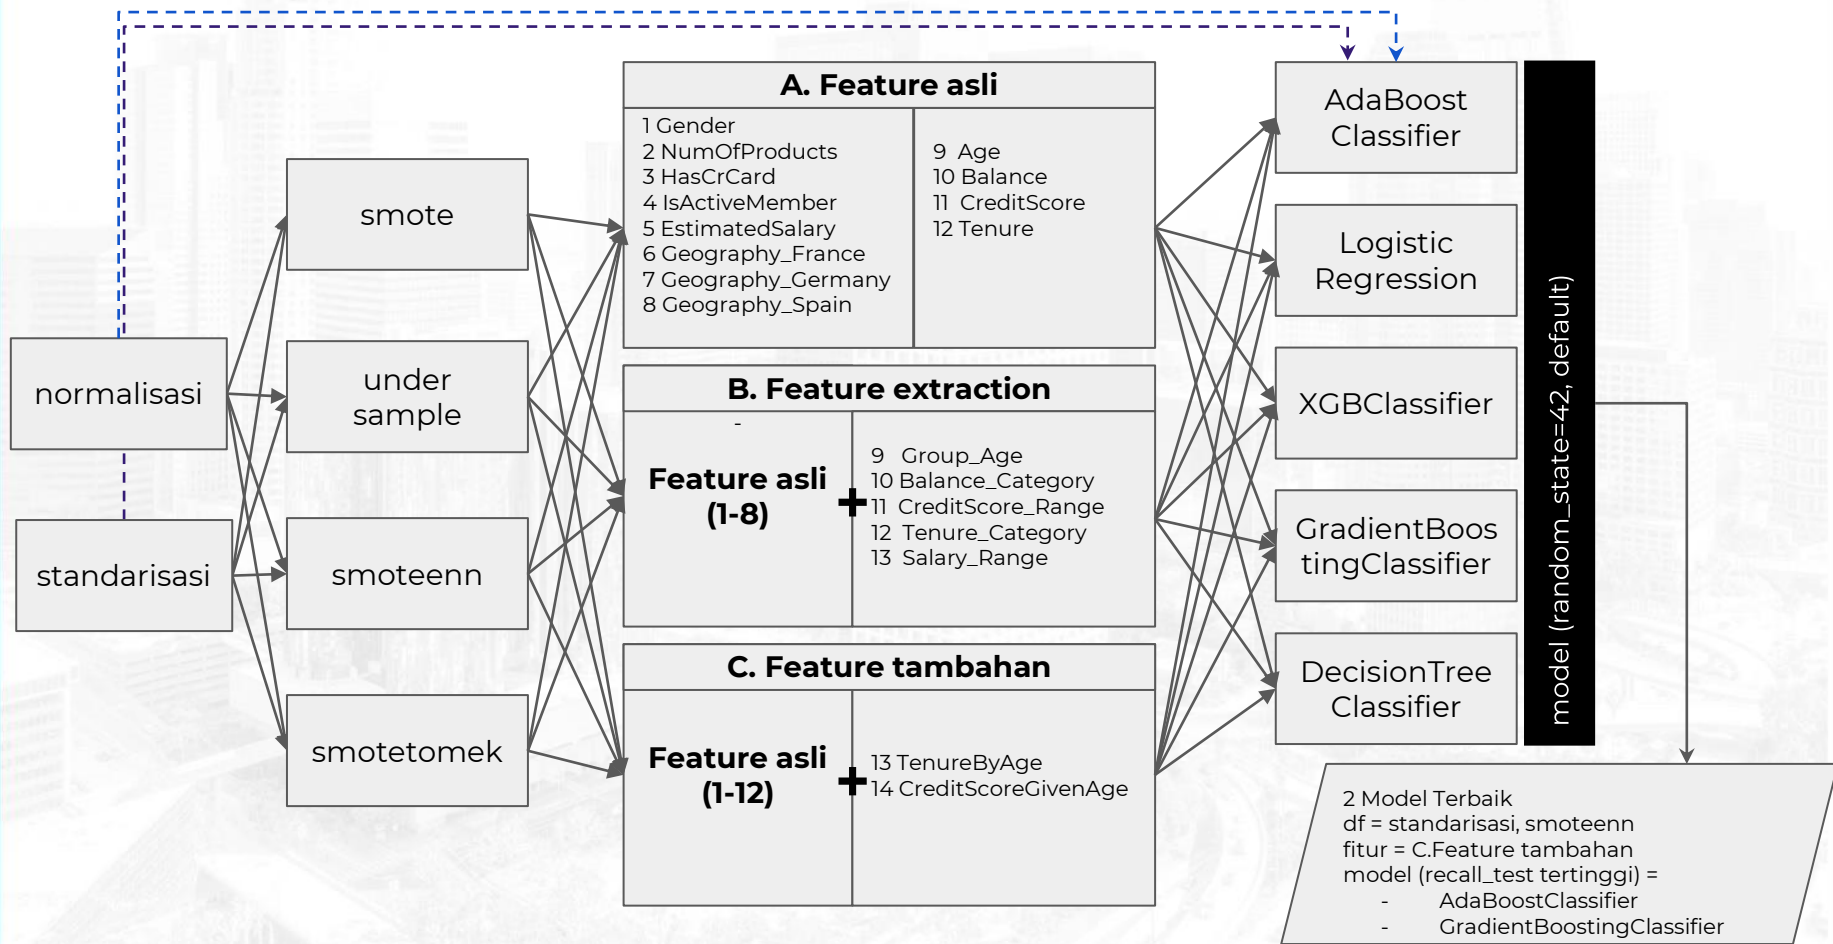 normalisasi
standarisasi
smote
under
sample
smoteenn
smotetomek
A. Feature asli
1 Gender
2 NumOfProducts
3 HasCrCard
4 IsActiveMember
5 EstimatedSalary
6 Geography_France
7 Geography_Germany
8 Geography_Spain
9 Age
10 Balance
11 CreditScore
12 Tenure
B. Feature extraction
-
Feature asli
(1-8)
+
9 Group_Age
10 Balance_Category
11 CreditScore_Range
12 Tenure_Category
13 Salary_Range
C. Feature tambahan
Feature asli
(1-12)
+
13 TenureByAge
14 CreditScoreGivenAge
AdaBoost
Classifier
Logistic
Regression
XGBClassifier
GradientBoos
tingClassifier
DecisionTree
Classifier
model (random_state=42, default)
2 Model Terbaik
df = standarisasi, smoteenn
fitur = C.Feature tambahan
model (recall_test tertinggi) =
- AdaBoostClassifier
- GradientBoostingClassifier